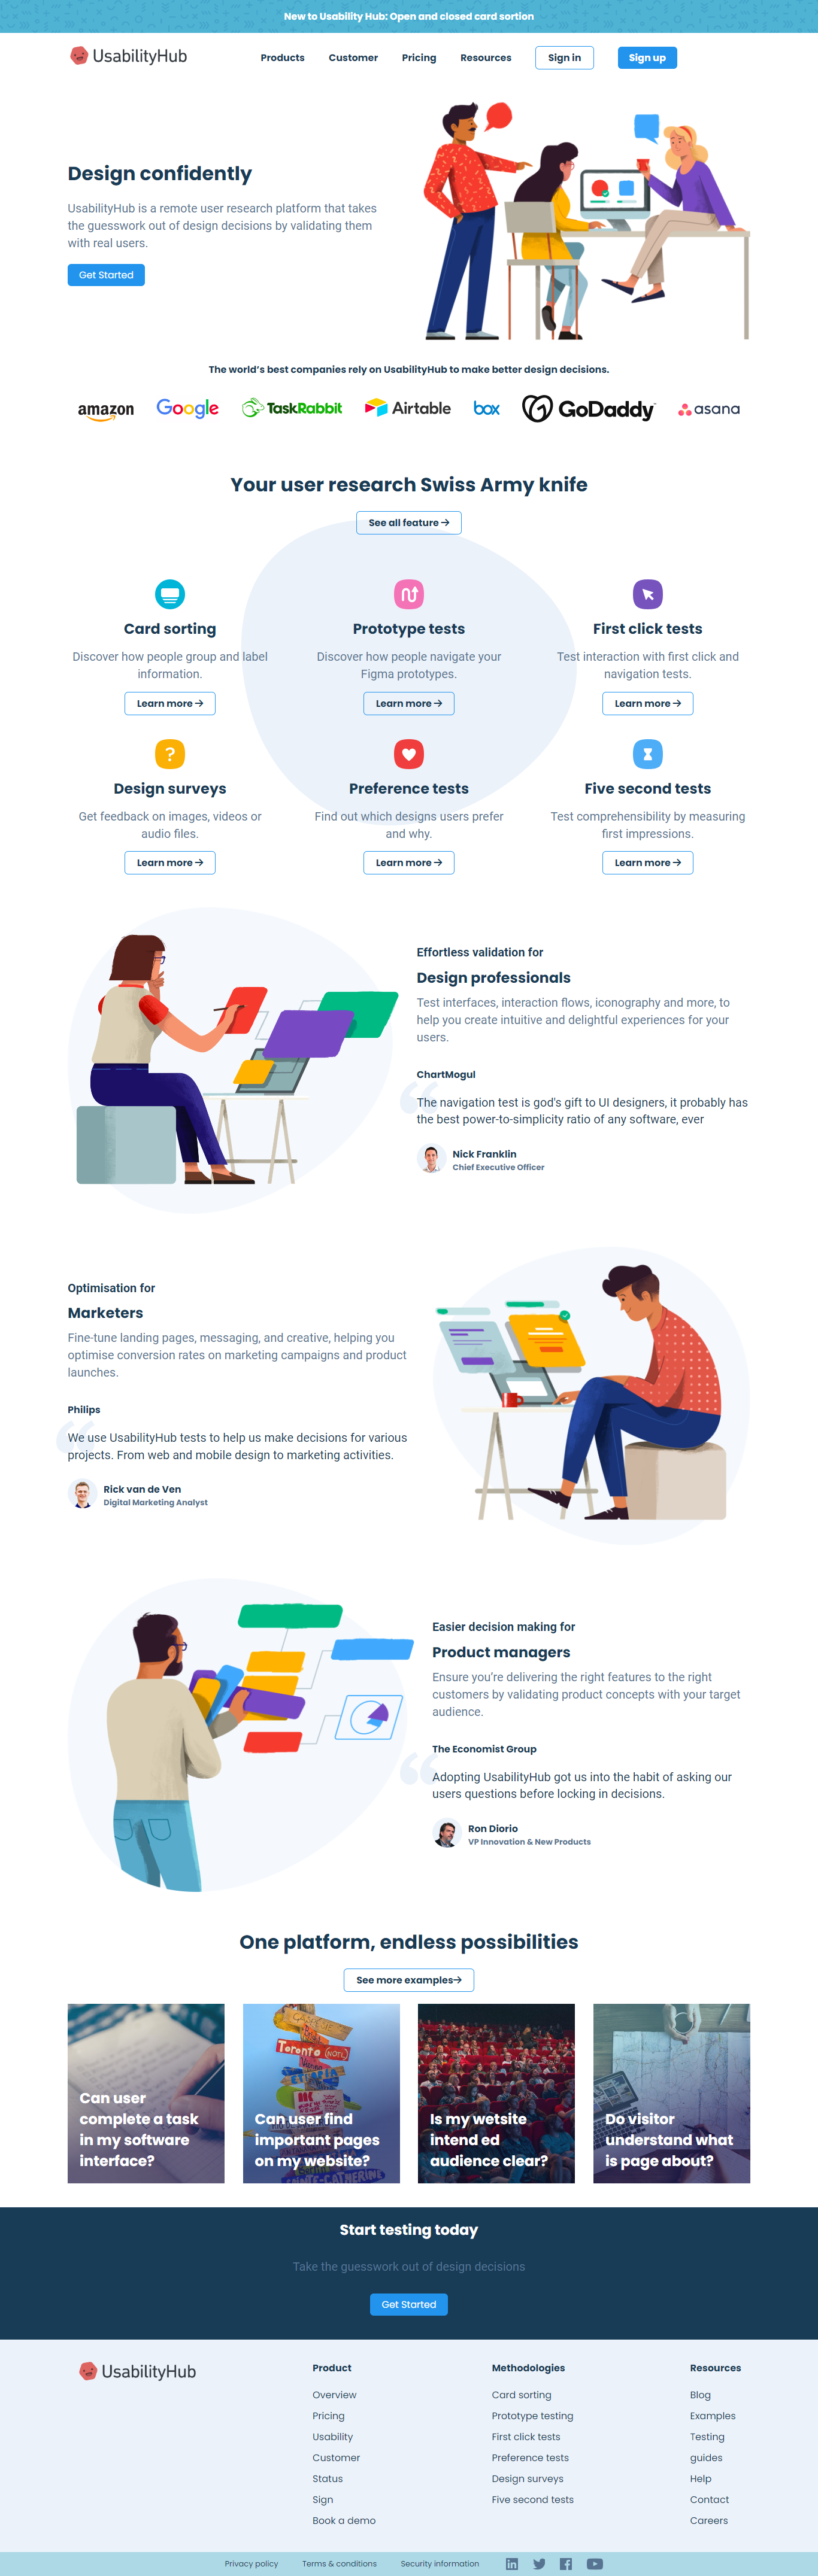 New to Usability Hub: Open and closed card sortion
UsabilityHub
Products
Customer
Pricing
Resources
Sign in
Sign up
Design confidently
UsabilityHub is a remote user research platform that takes
the guesswork out of design decisions by validating them
with real users.
Get Started
The world's best companies rely on UsabilityHub to make better design decisions.
amazon
Google
TaskRabbit
Airtable
box
GoDaddy
asana
Your user research Swiss Army knife
See all feature →
Card sorting
Discover how people group and label
information.
Learn more →
Prototype tests
Discover how people navigate your
Figma prototypes.
Learn more →
First click tests
Test interaction with first click and
navigation tests.
Learn more →
?
Design surveys
Get feedback on images, videos or
audio files.
Learn more →
Preference tests
Find out which designs users prefer
and why.
Learn more →
Five second tests
Test comprehensibility by measuring
first impressions.
Learn more →
Effortless validation for
Design professionals
Test interfaces, interaction flows, iconography and more, to
help you create intuitive and delightful experiences for your
users.
ChartMogul
“
The navigation test is god's gift to UI designers, it probably has
the best power-to-simplicity ratio of any software, ever
Nick Franklin
Chief Executive Officer
Optimisation for
Marketers
Fine-tune landing pages, messaging, and creative, helping you
optimise conversion rates on marketing campaigns and product
launches.
Philips
“
We use UsabilityHub tests to help us make decisions for various
projects. From web and mobile design to marketing activities.
Rick van de Ven
Digital Marketing Analyst
Easier decision making for
Product managers
Ensure you're delivering the right features to the right
customers by validating product concepts with your target
audience.
The Economist Group
“
Adopting UsabilityHub got us into the habit of asking our
users questions before locking in decisions.
Ron Diorio
VP Innovation & New Products
One platform, endless possibilities
See more examples→
Can user
complete a task
in my software
interface?
Toronto
Can user find
important pages
on my website?
SAINTE-CATHERINE
Is my wetsite
intend ed
audience clear?
Do visitor
understand what
is page about?
Start testing today
Take the guesswork out of design decisions
Get Started
UsabilityHub
Product
Overview
Pricing
Usability
Customer
Status
Sign
Book a demo
Methodologies
Card sorting
Prototype testing
First click tests
Preference tests
Design surveys
Five second tests
Resources
Blog
Examples
Testing
guides
Help
Contact
Careers
Privacy policy
Terms & conditions
Security information